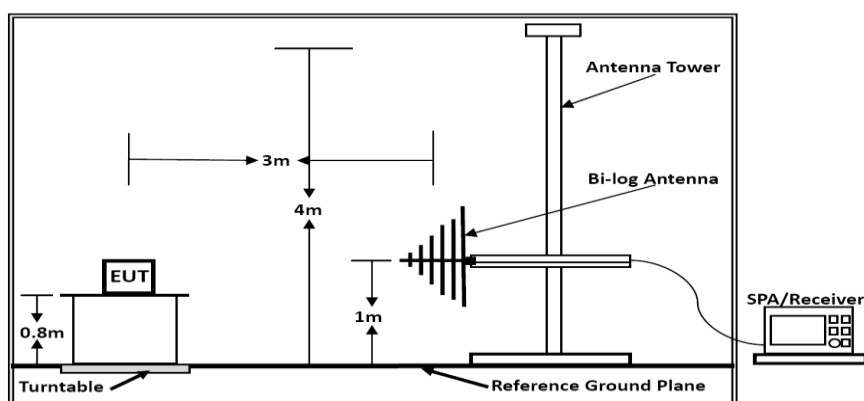 Antenna Tower
3m
Bi-log Antenna
4m
EUT
0.8m
1m
SPA/Receiver
Turntable
Reference Ground Plane